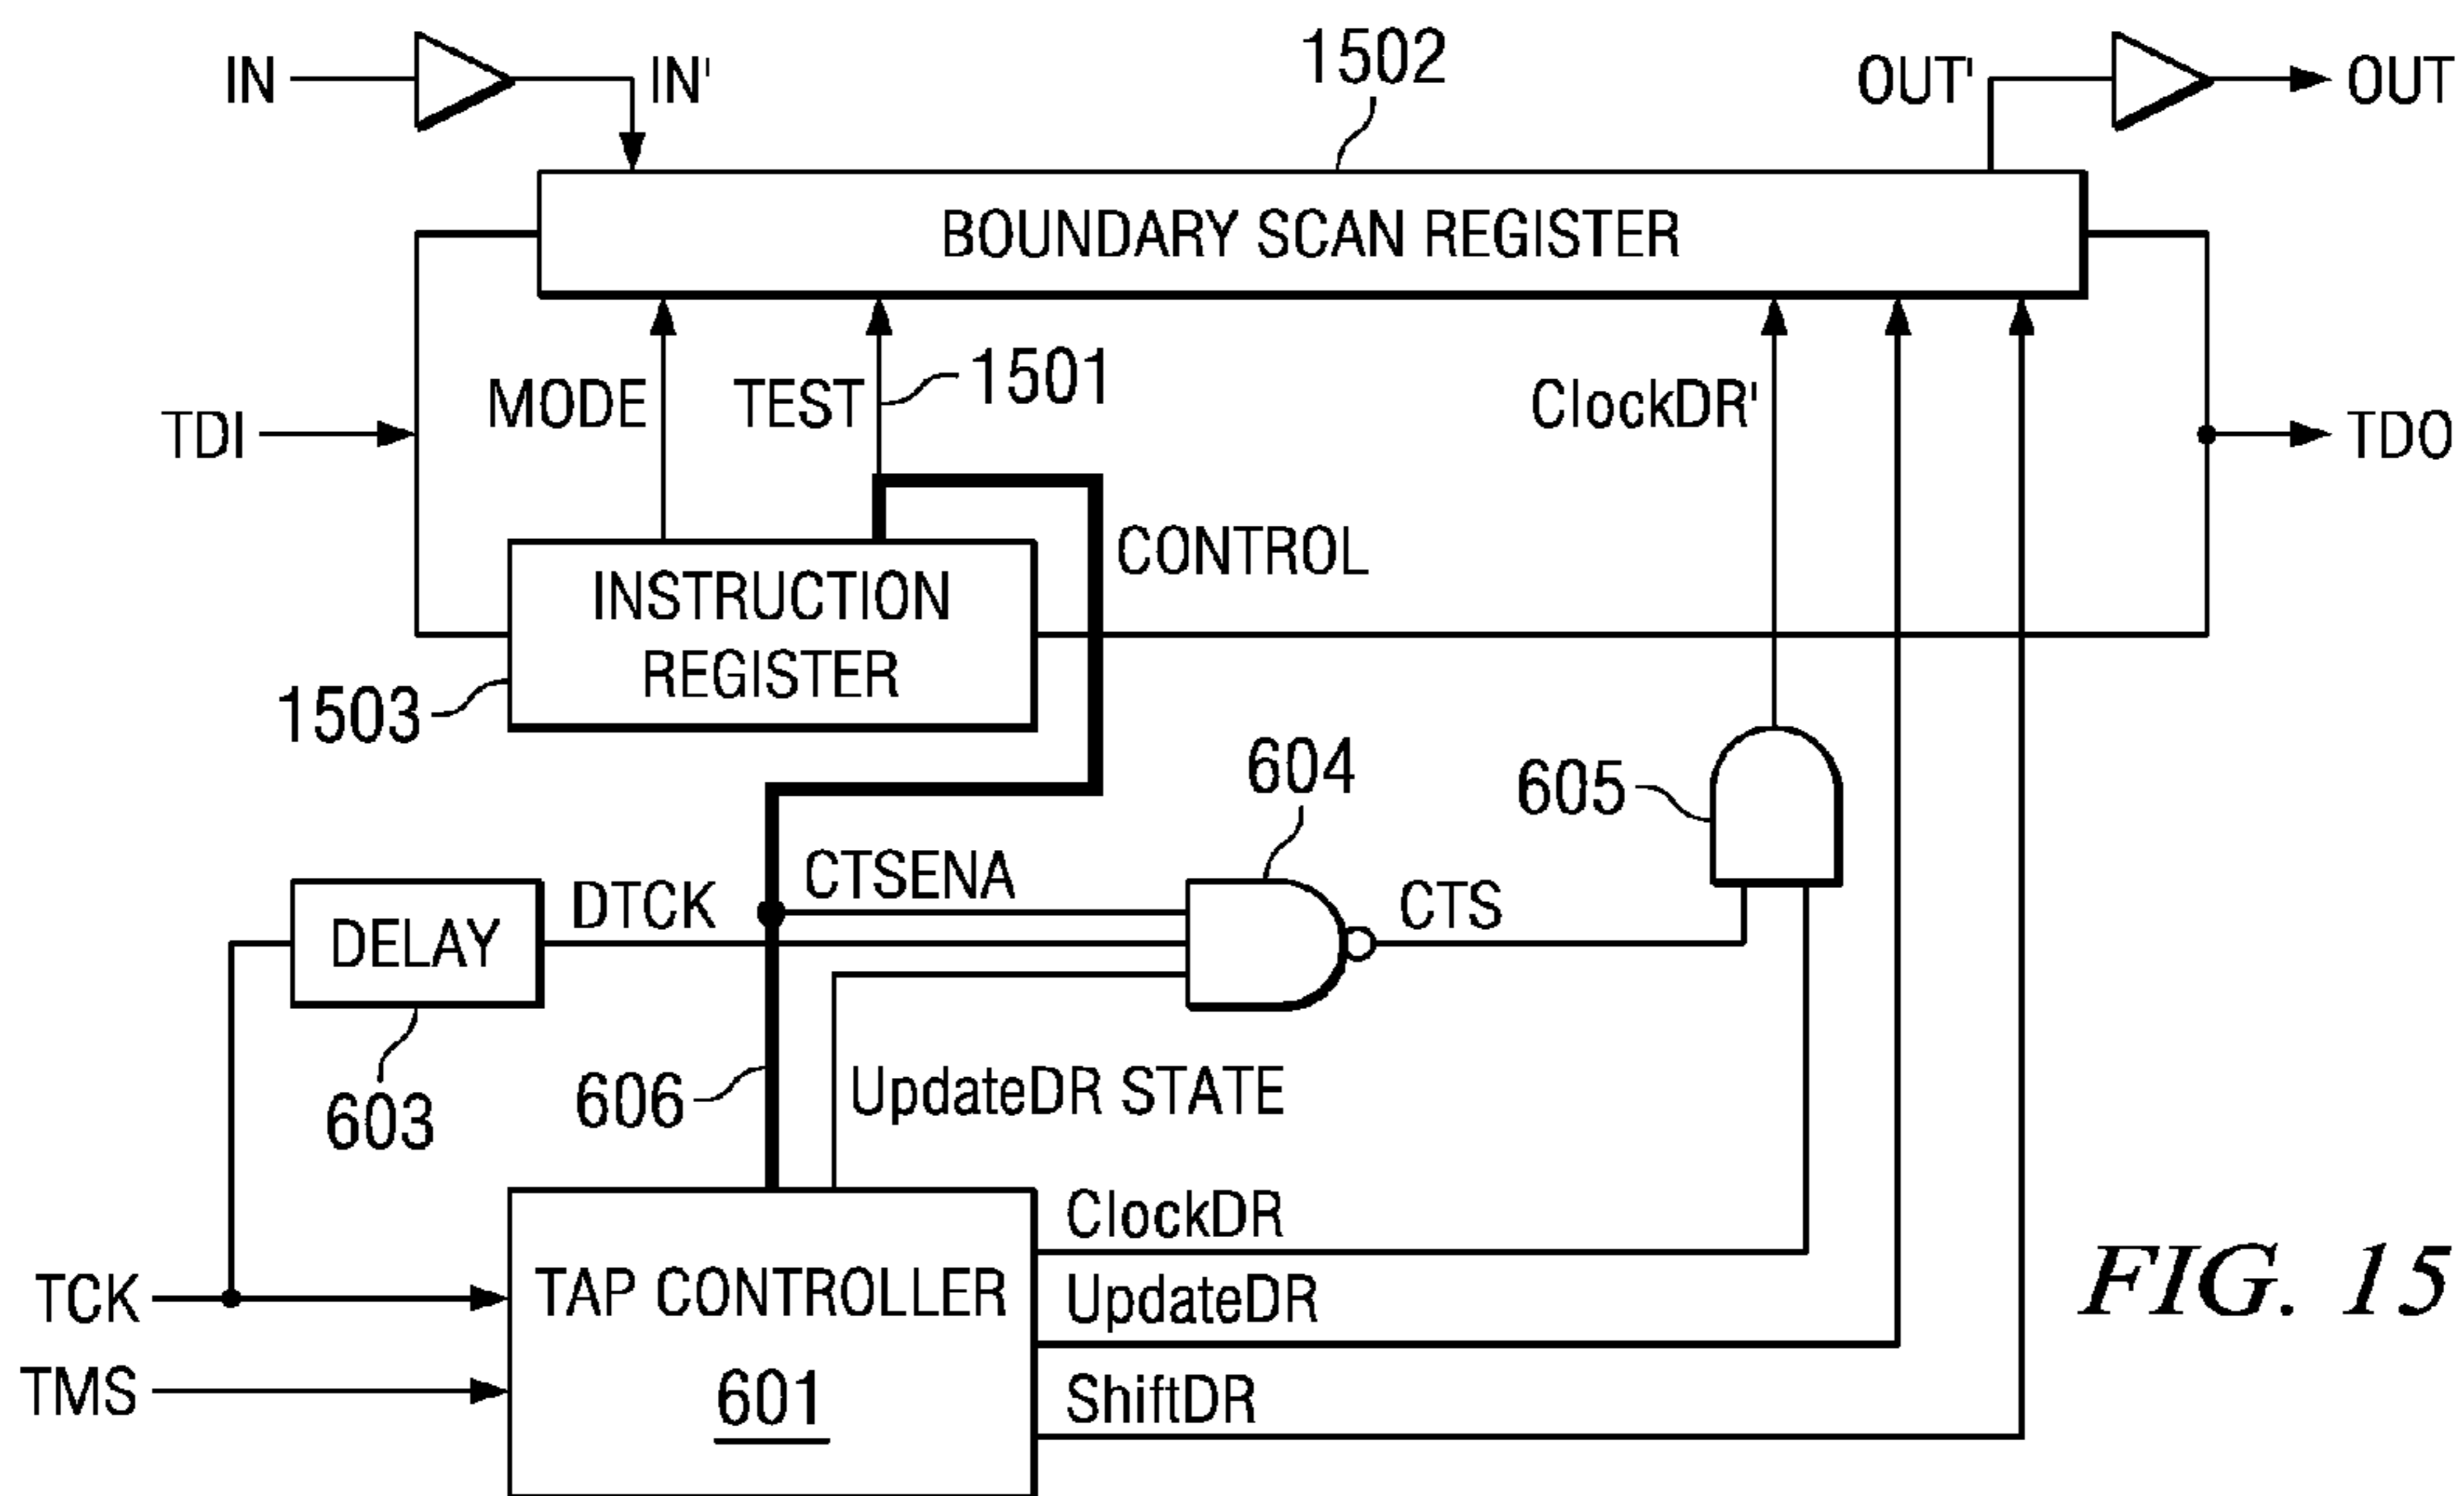 1502
IN
IN'
OUT'
OUT
BOUNDARY SCAN REGISTER
MODE
TEST
1501
ClockDR'
TDI
TDO
CONTROL
INSTRUCTION
REGISTER
1503
604
605
CTSENA
DTCK
CTS
DELAY
606
UpdateDR STATE
603
ClockDR
TCK
TAP CONTROLLER
UpdateDR
FIG. 15
TMS
601
ShiftDR